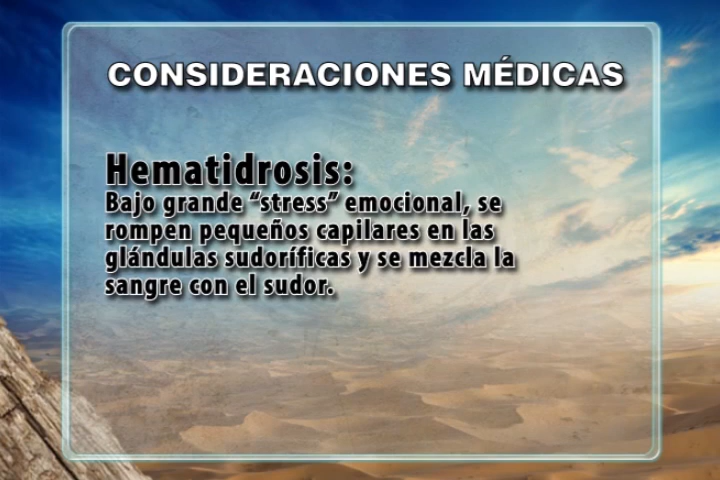 CONSIDERACIONES MÉDICAS
Hematidrosis:
Bajo grande “stress” emocional, se
rompen pequeños capilares en las
glándulas sudoríficas y se mezcla la
sangre con el sudor.